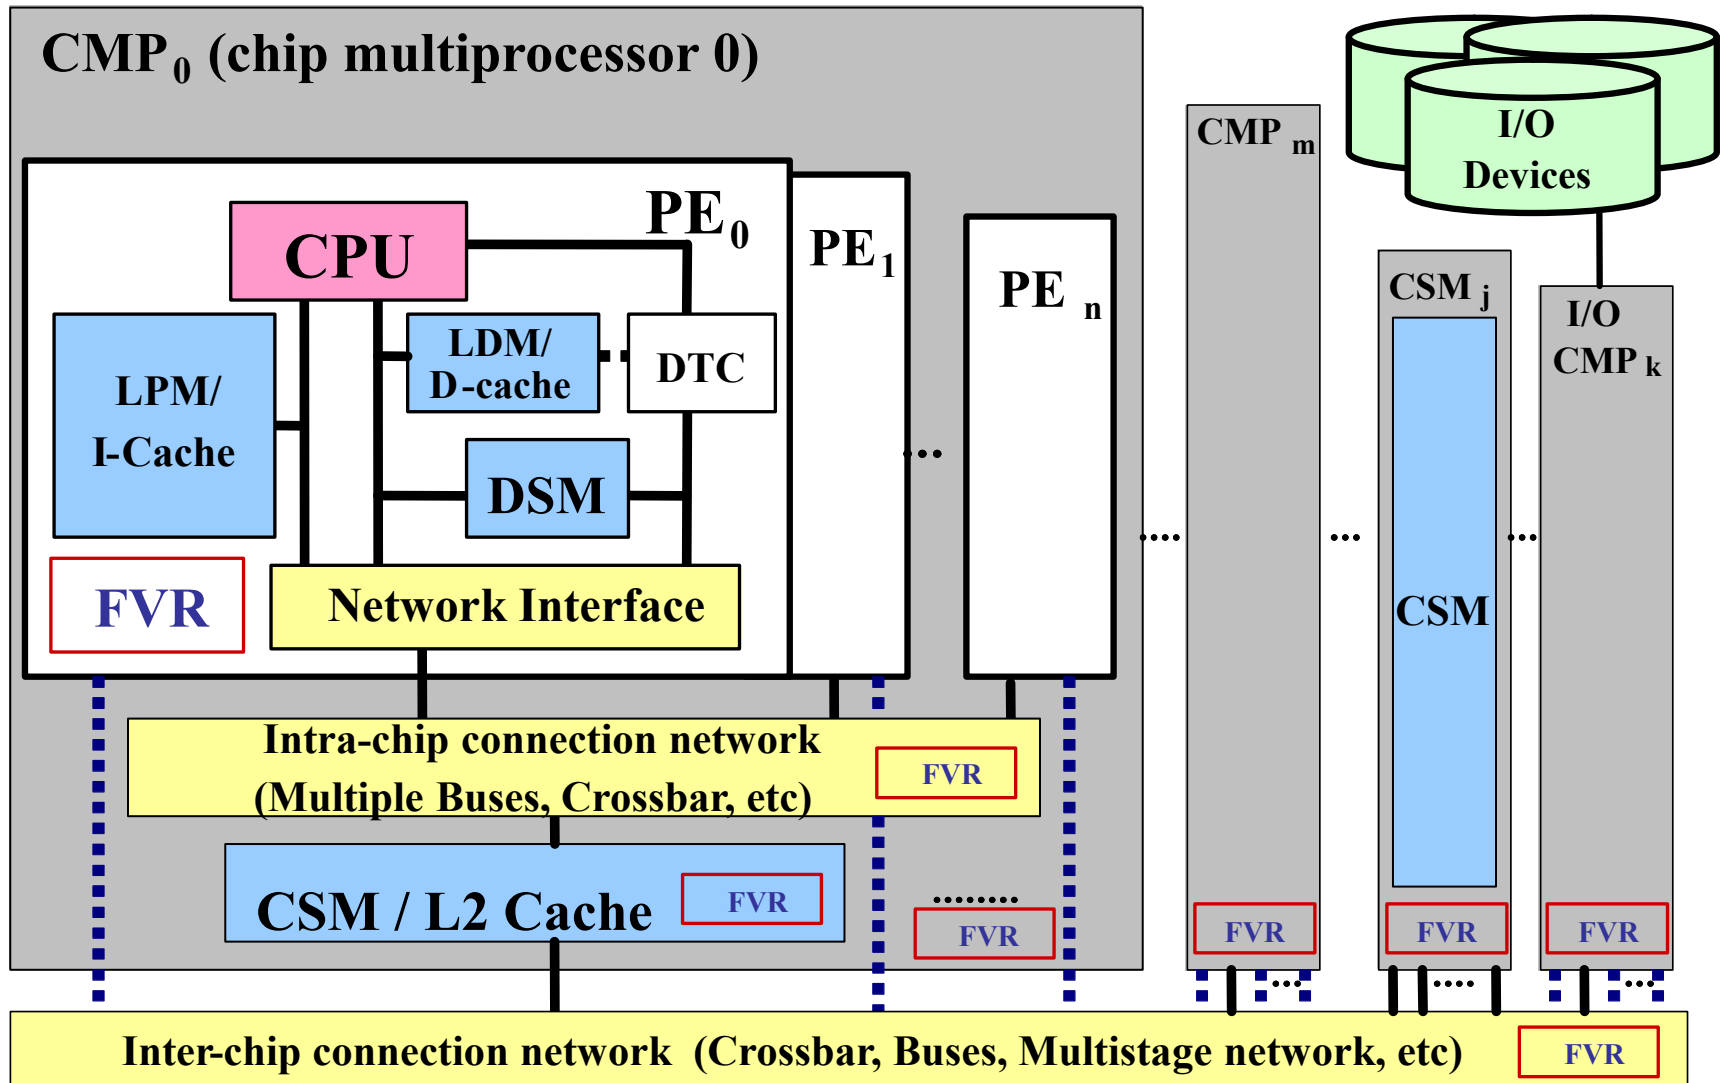 CMP0 (chip multiprocessor 0)
PE0
CPU
LPM/
I-Cache
LDM/
D-cache
DTC
DSM
FVR
Network Interface
PE1
....
PE n
Intra-chip connection network
(Multiple Buses, Crossbar, etc)
FVR
CSM / L2 Cache
FVR
........
FVR
.....
CMP m
FVR
....
....
CSM j
CSM
FVR
.....
....
I/O
Devices
I/O
CMP k
FVR
....
Inter-chip connection network (Crossbar, Buses, Multistage network, etc)
FVR